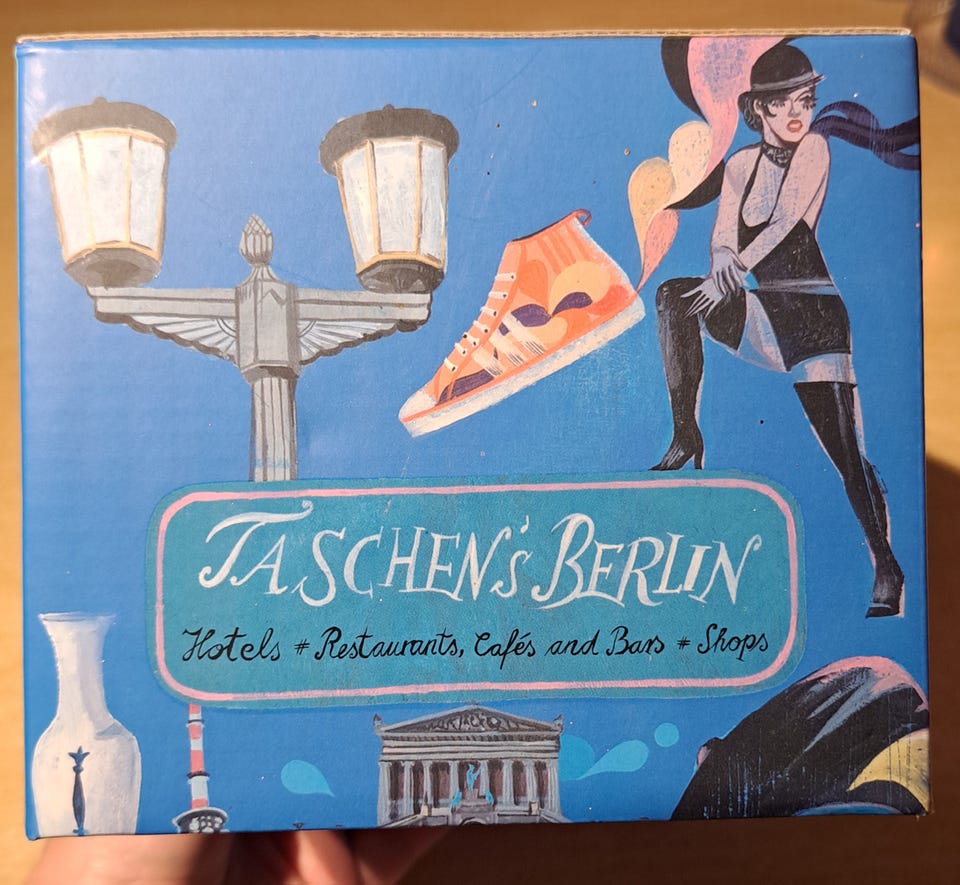 TASCHEN's BERLIN
Hotels # Restaurants, Cafés and Bars # Shops